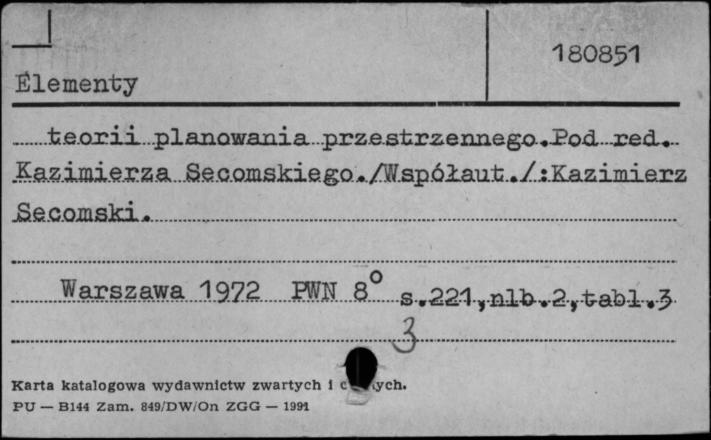 180851
Elementy
teorii planowania przestrzennego.Pod red.
Kazimierza Secomskiego./Współaut./:Kazimierz
Secomski.
Warszawa 1972 PWN 8° s.221,nlb.2,tabl.3
3
Karta katalogowa wydawnictw zwartych i
PU — B144 Zam. 849/DW/On ZGG — 1991